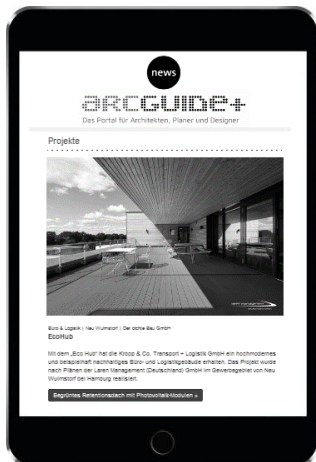 news
arcguide+
Das Portal für Architekten, Planer und Designer
Projekte
Büro & Logistik | Neu Wulmstorf | Der dichte Bau GmbH
EcoHub
Mit dem „Eco Hub“ hat die Kroop & Co. Transport + Logistik GmbH ein hochmodernes
und beispielhaft nachhaltiges Büro- und Logistikgebäude erhalten. Das Projekt wurde
nach Plänen der Laren Management (Deutschland) GmbH im Gewerbegebiet von Neu
Wulmstorf bei Hamburg realisiert.
Begrüntes Retentionsdach mit Photovoltaik-Modulen »